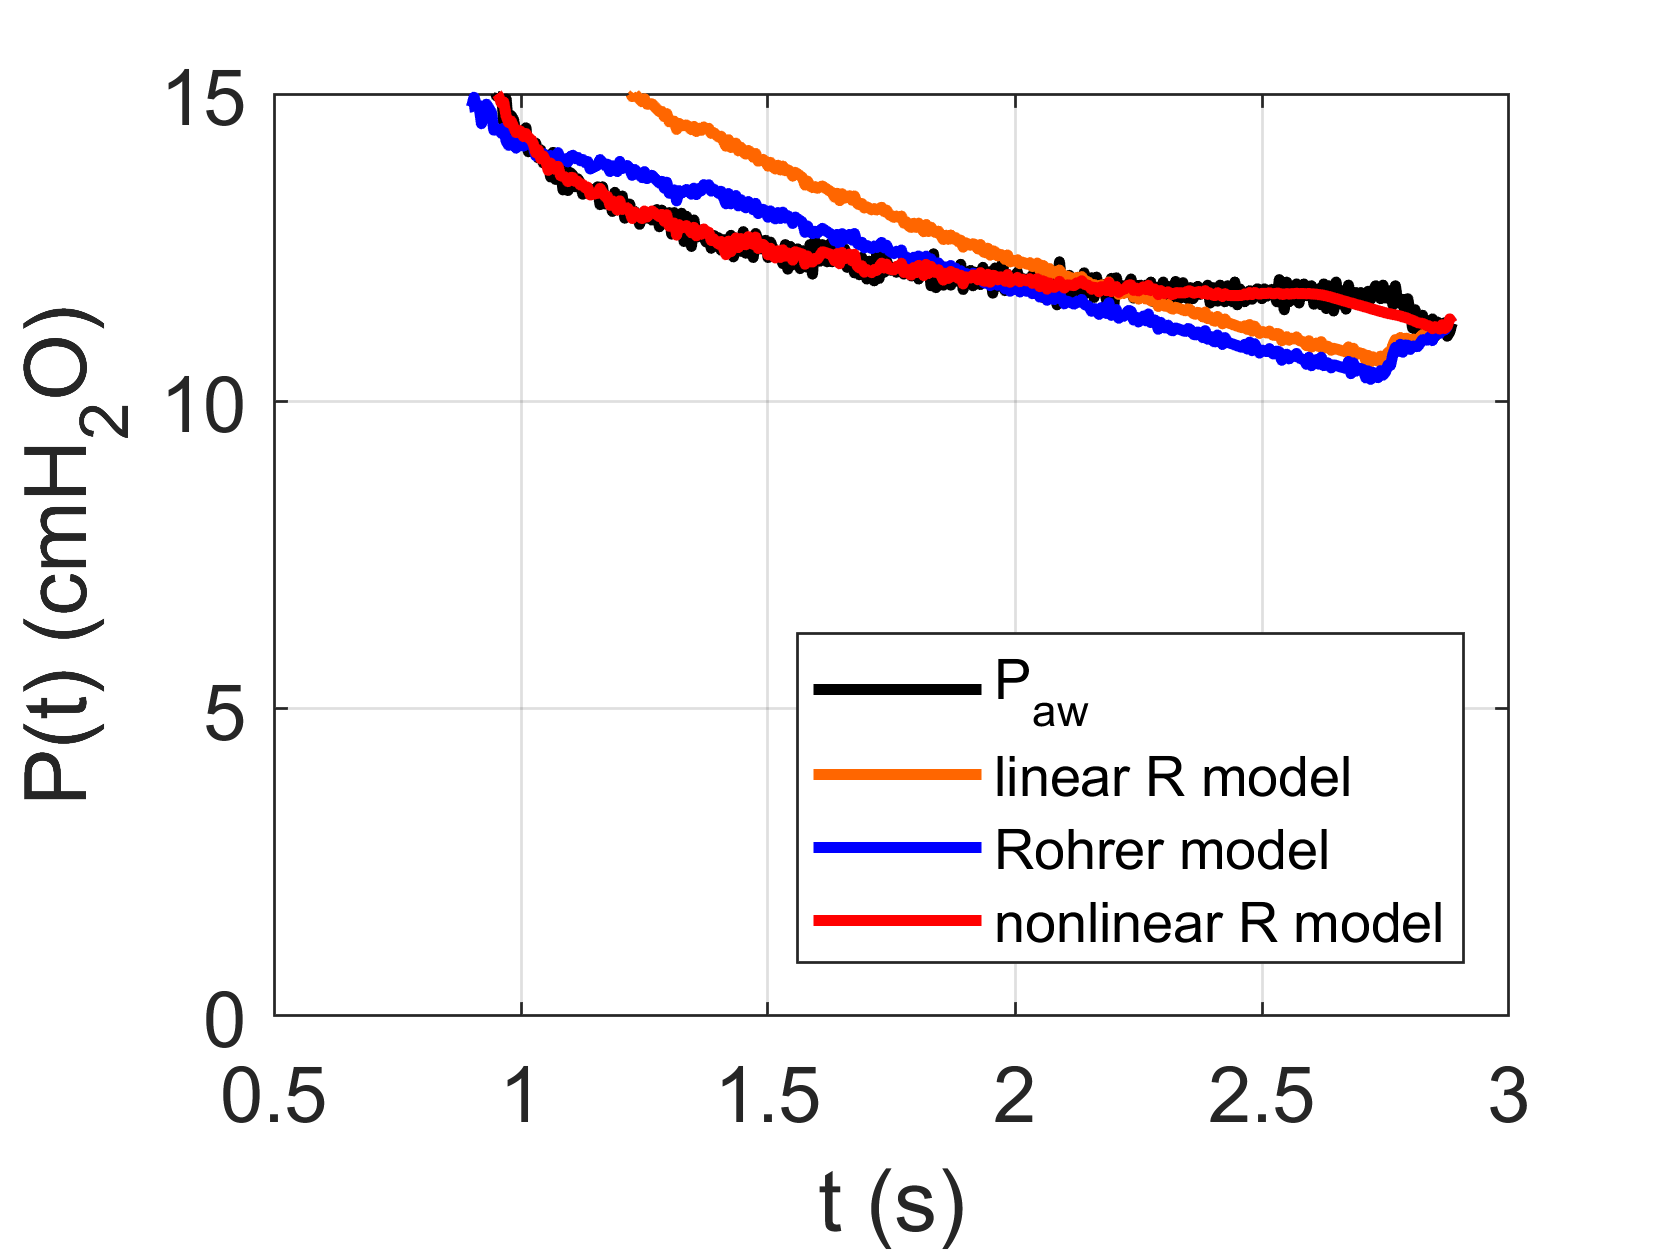 15
10
5
0
0.5 1 1.5 2 2.5 3
P(t) (cmH₂O)
t (s)
P_aw
linear R model
Rohrer model
nonlinear R model